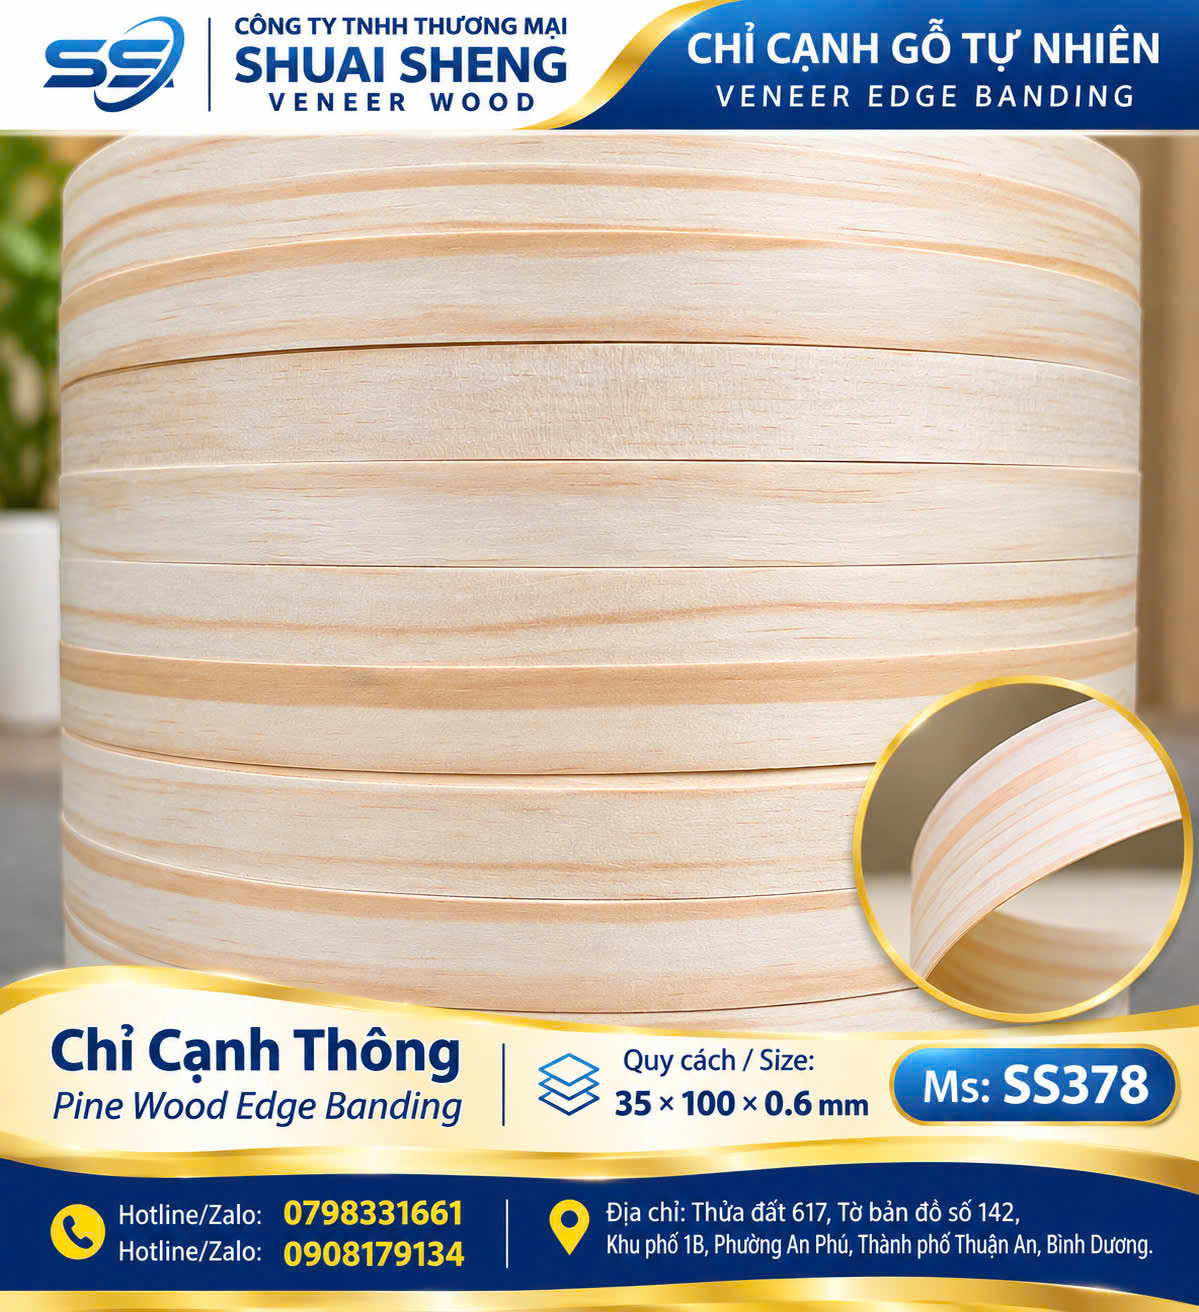 SS
CÔNG TY TNHH THƯƠNG MẠI
SHUAI SHENG
VENEER WOOD
CHỈ CẠNH GỖ TỰ NHIÊN
VENEER EDGE BANDING
Chỉ Cạnh Thông
Pine Wood Edge Banding
Quy cách / Size:
35 × 100 × 0.6 mm
Ms: SS378
Hotline/Zalo: 0798331661
Hotline/Zalo: 0908179134
Địa chỉ: Thửa đất 617, Tờ bản đồ số 142,
Khu phố 1B, Phường An Phú, Thành phố Thuận An, Bình Dương.